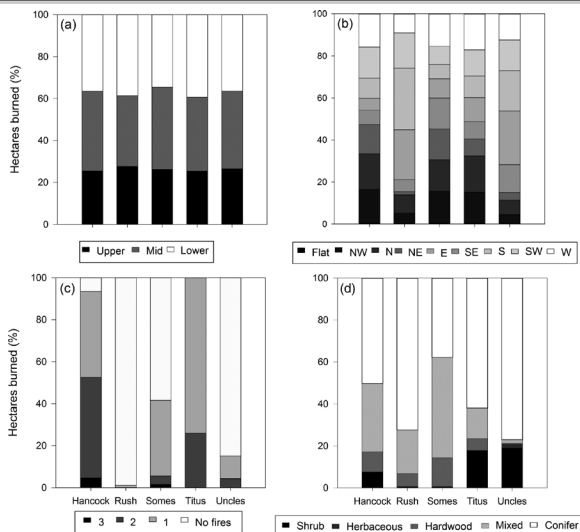 (a)
Hectares burned (%)
100
80
60
40
20
0
Upper Mid Lower
(b)
100
80
60
40
20
0
Flat NW N NE E SE S SW W
(c)
Hectares burned (%)
100
80
60
40
20
0
Hancock Rush Somes Titus Uncles
3 2 1 No fires
(d)
100
80
60
40
20
0
Hancock Rush Somes Titus Uncles
Shrub Herbaceous Hardwood Mixed Conifer